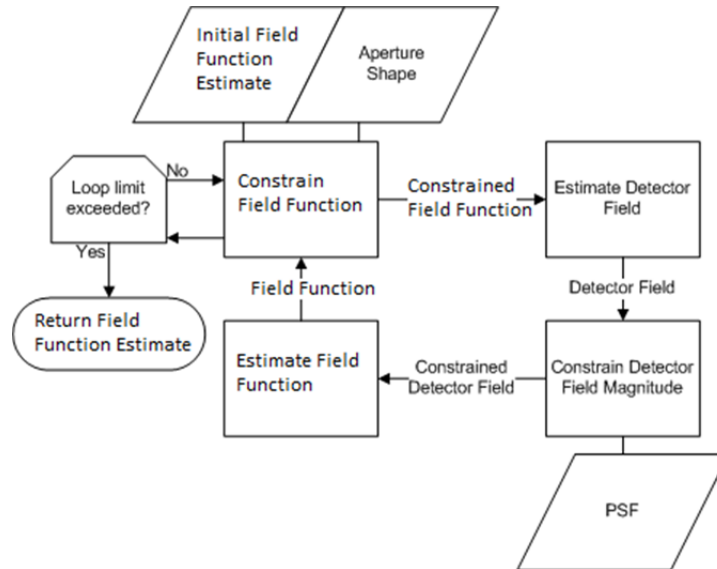 Initial Field
Function
Estimate
Aperture
Shape
No
Loop limit
exceeded?
Constrain
Field Function
Constrained
Field Function
Estimate Detector
Field
Yes
Field Function
Detector Field
Return Field
Function Estimate
Estimate Field
Function
Constrained
Detector Field
Constrain Detector
Field Magnitude
PSF